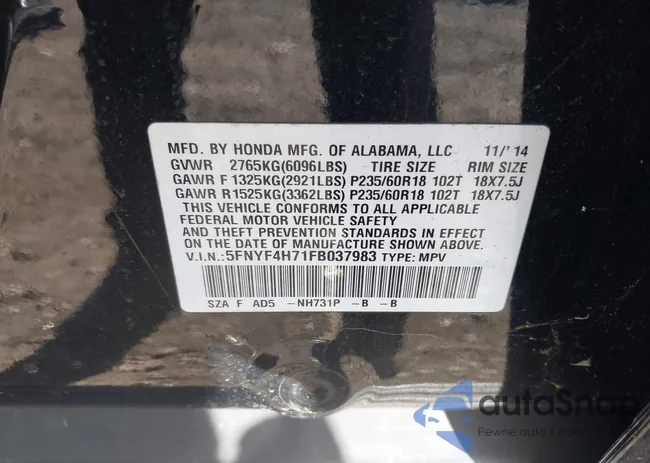 MFD. BY HONDA MFG. OF ALABAMA, LLC 11/'14
GVWR 2765KG(6096LBS) TIRE SIZE RIM SIZE
GAWR F 1325KG(2921LBS) P235/60R18 102T 18X7.5J
GAWR R1525KG(3362LBS) P235/60R18 102T 18X7.5J
THIS VEHICLE CONFORMS TO ALL APPLICABLE
FEDERAL MOTOR VEHICLE SAFETY
AND THEFT PREVENTION STANDARDS IN EFFECT
ON THE DATE OF MANUFACTURE SHOWN ABOVE.
V.I.N.: 5FNYF4H71FB037983 TYPE: MPV
SZA F AD5 -NH731P -B -B
autoSnap
Pewne auta z